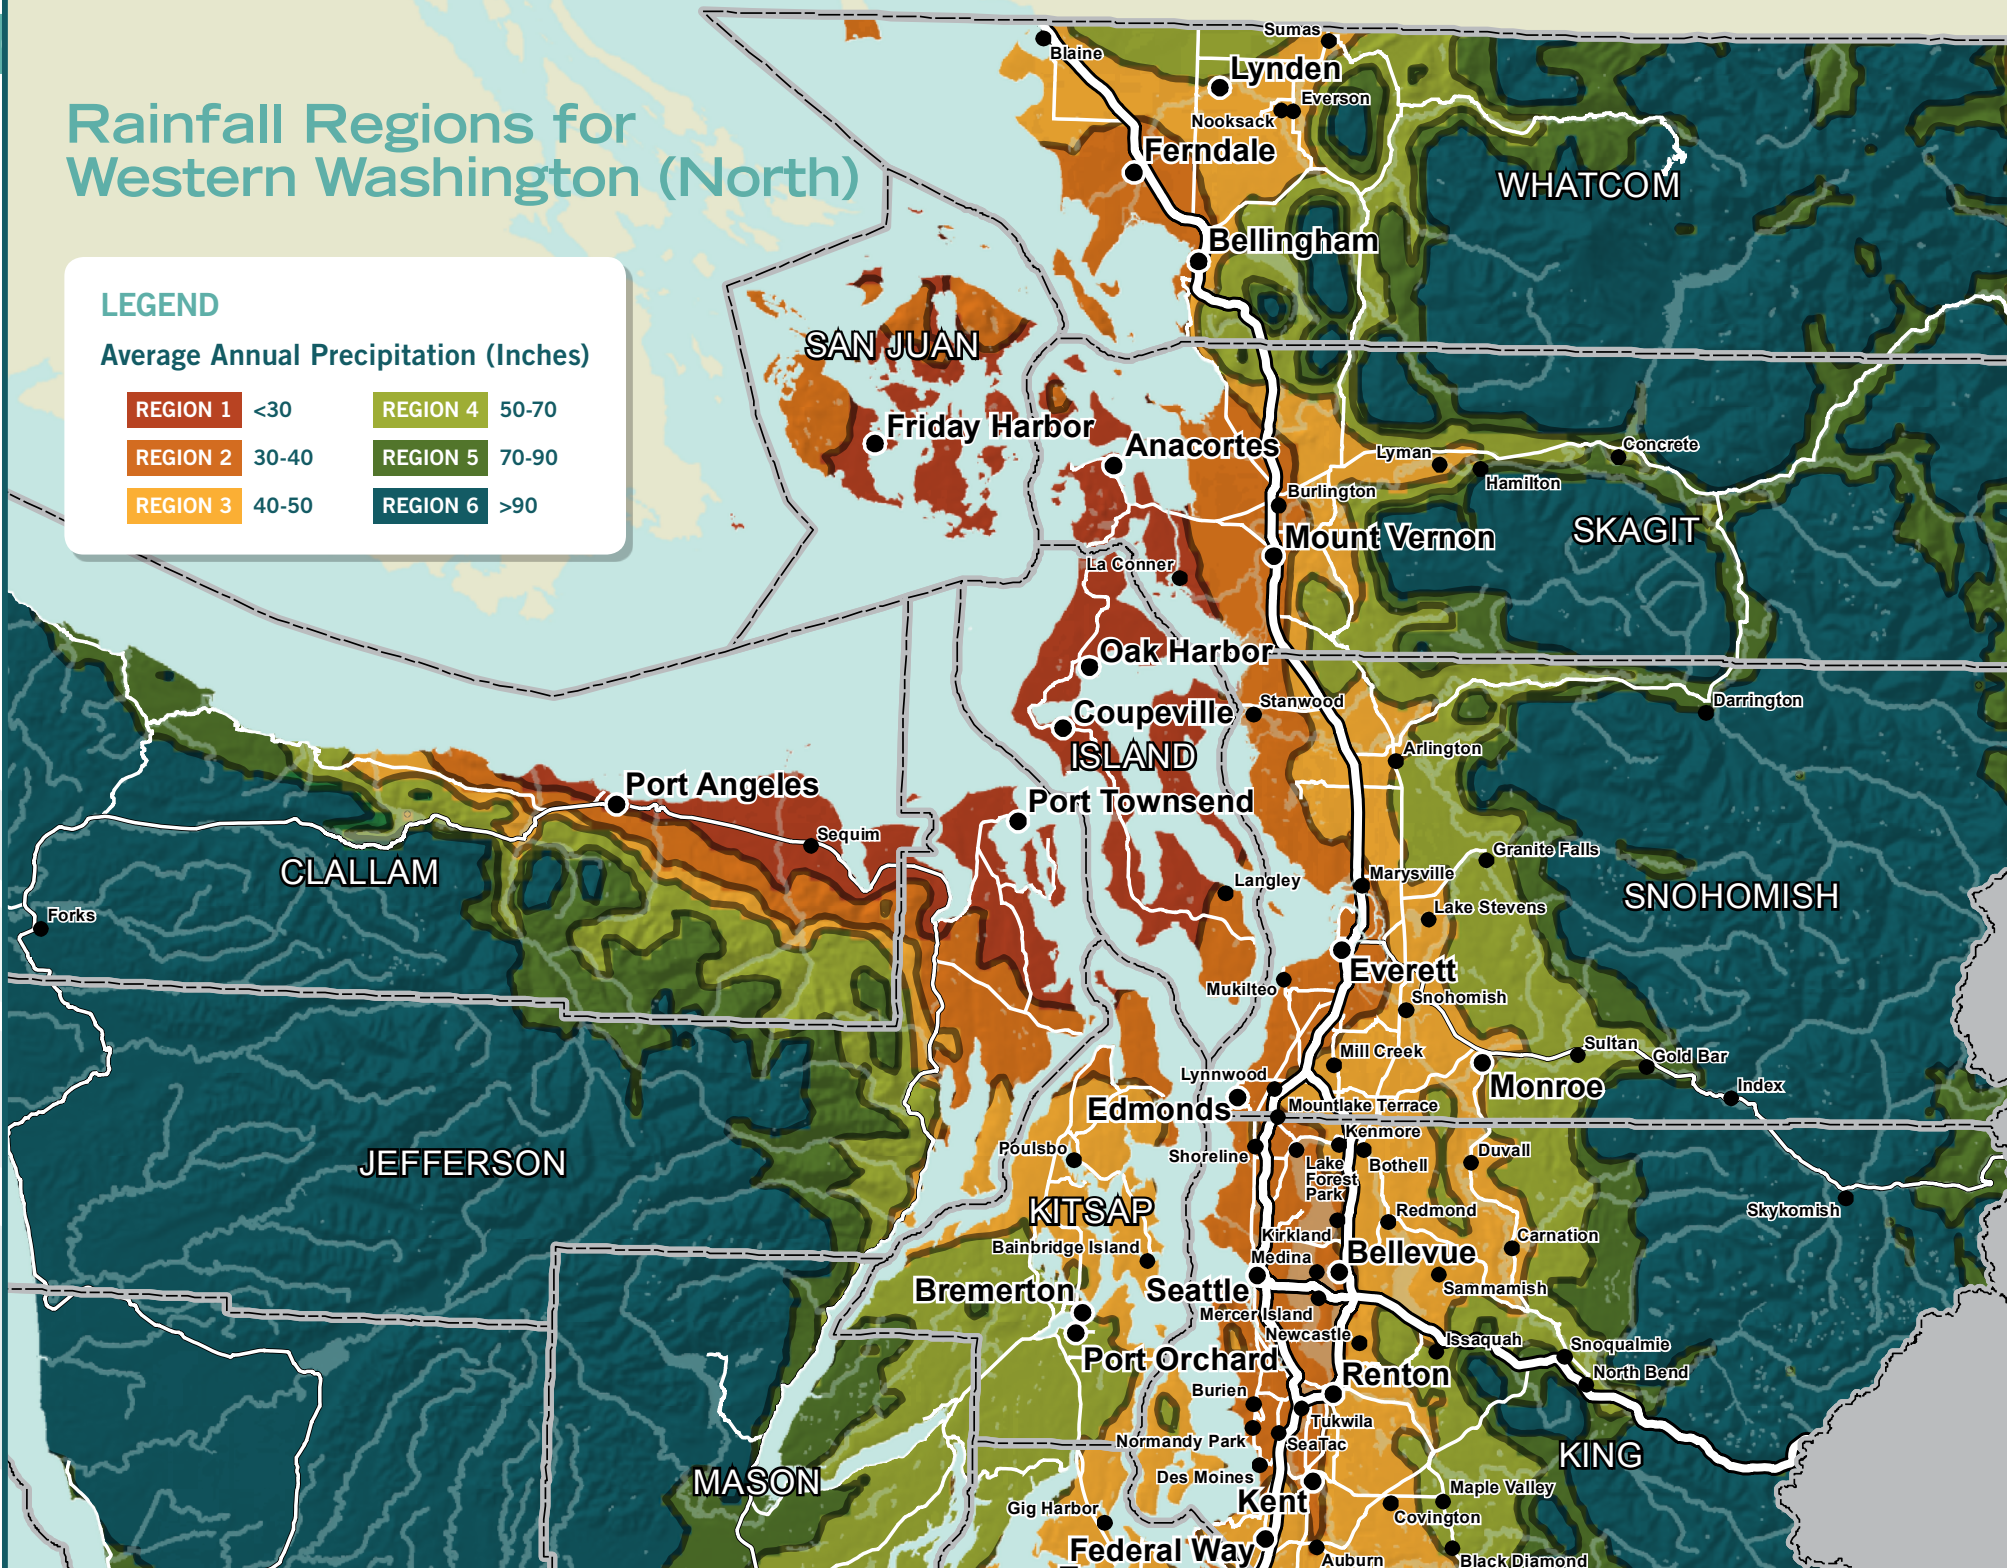 Rainfall Regions for
Western Washington (North)
LEGEND
Average Annual Precipitation (Inches)
REGION 1 <30
REGION 4 50-70
REGION 2 30-40
REGION 5 70-90
REGION 3 40-50
REGION 6 >90
Sumas
Blaine
Lynden
Everson
Nooksack
Ferndale
WHATCOM
Bellingham
SAN JUAN
Friday Harbor
Anacortes
Lyman
Concrete
Hamilton
Burlington
SKAGIT
Mount Vernon
La Conner
Oak Harbor
Stanwood
Darrington
Coupeville
ISLAND
Arlington
Port Angeles
Port Townsend
Sequim
Granite Falls
CLALLAM
Marysville
Langley
SNOHOMISH
Lake Stevens
Forks
Everett
Mukilteo
Snohomish
Sultan
Mill Creek
Gold Bar
Lynnwood
Monroe
Index
Edmonds
Mountlake Terrace
Kenmore
Poulsbo
Shoreline
Lake
Forest
Park
Bothell
Duvall
JEFFERSON
KITSAP
Redmond
Skykomish
Kirkland
Carnation
Bainbridge Island
Medina
Bellevue
Bremerton
Seattle
Sammamish
Mercer Island
Newcastle
Issaquah
Snoqualmie
Port Orchard
Renton
North Bend
Burien
Tukwila
Normandy Park
SeaTac
KING
MASON
Des Moines
Maple Valley
Kent
Gig Harbor
Covington
Federal Way
Auburn
Black Diamond